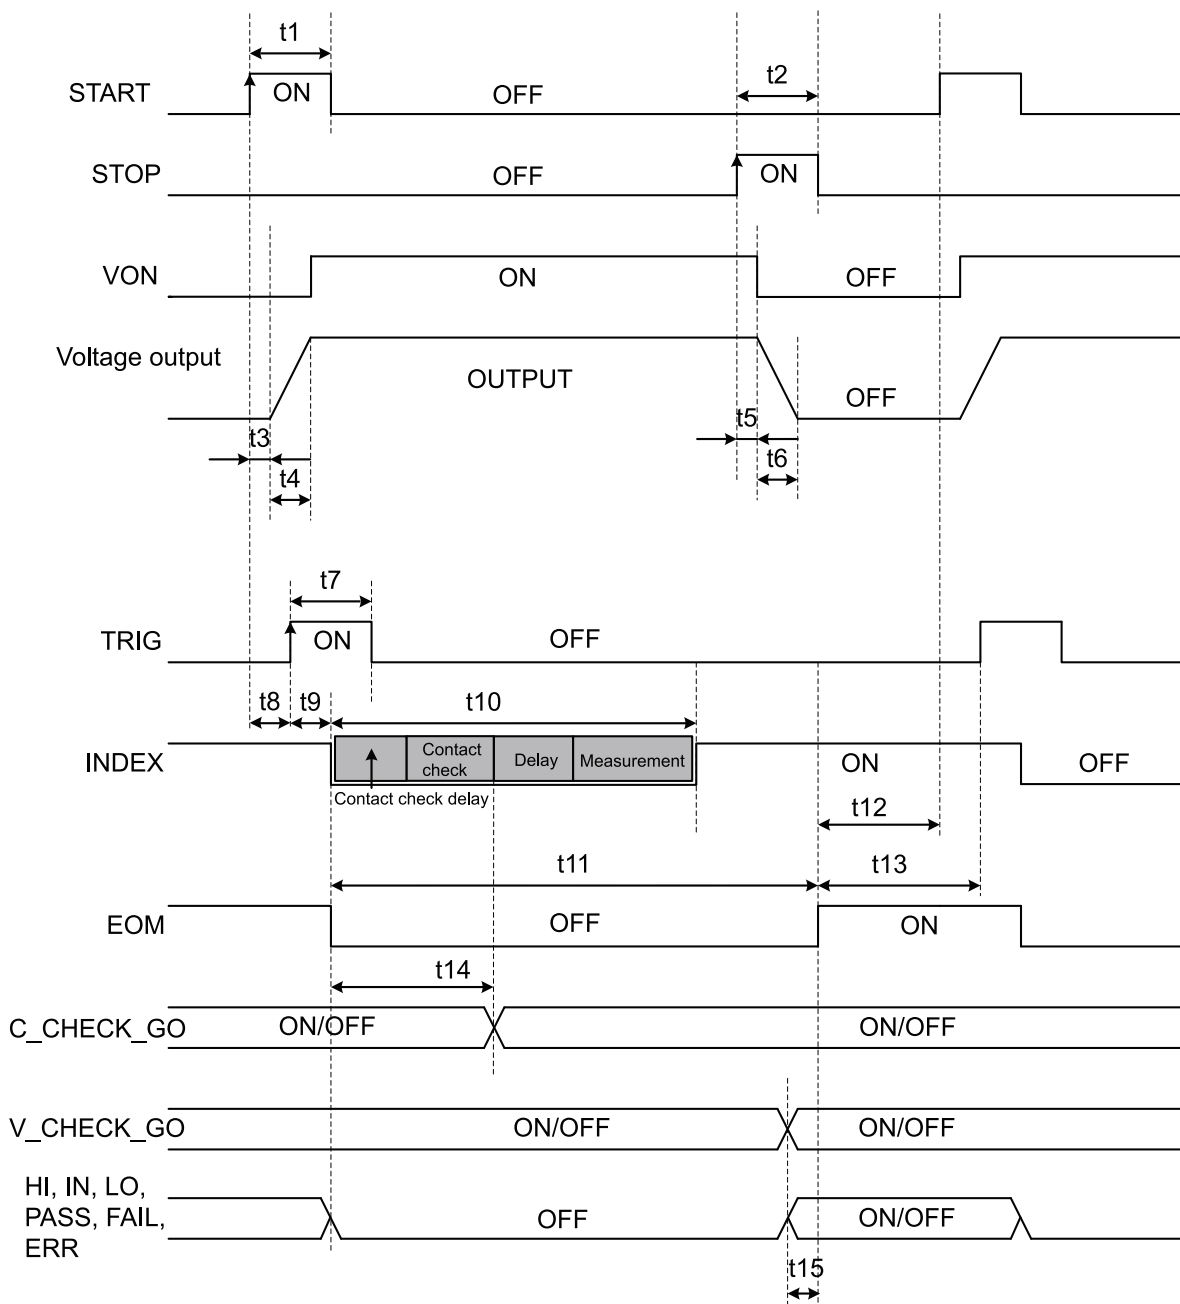 t1
t2
START
ON
OFF
STOP
OFF
ON
VON
ON
OFF
Voltage output
OUTPUT
OFF
t3
t4
t5
t6
t7
TRIG
ON
OFF
t8
t9
t10
INDEX
Contact
check
Delay
Measurement
ON
OFF
Contact check delay
t12
t11
t13
EOM
OFF
ON
t14
C_CHECK_GO
ON/OFF
ON/OFF
V_CHECK_GO
ON/OFF
ON/OFF
HI, IN, LO,
PASS, FAIL,
ERR
OFF
ON/OFF
t15